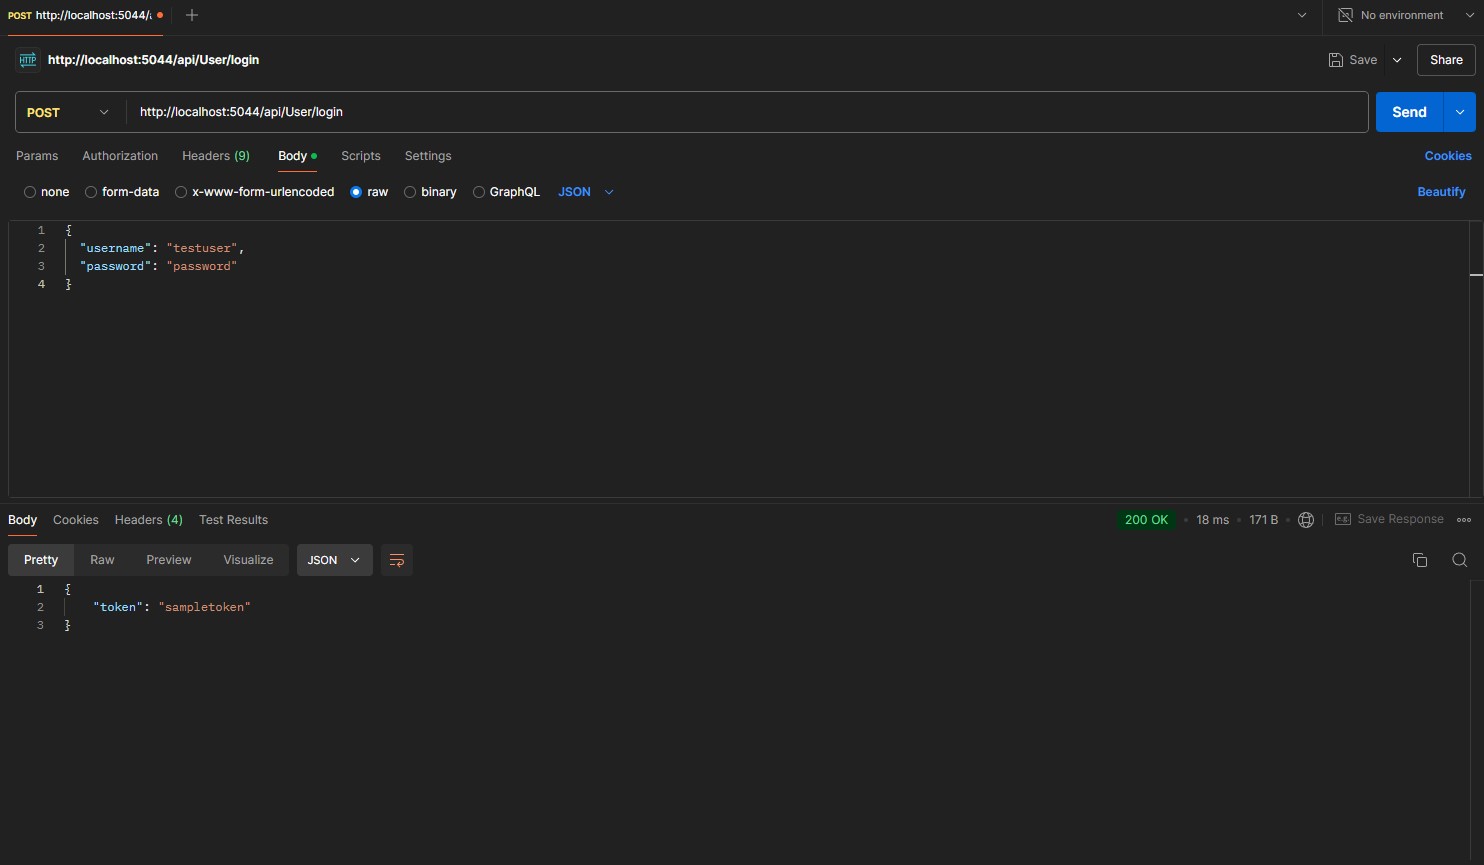 POST http://localhost:5044/a
No environment
HTTP http://localhost:5044/api/User/login
Save
Share
POST http://localhost:5044/api/User/login
Send
Params Authorization Headers (9) Body Scripts Settings
Cookies
none form-data x-www-form-urlencoded raw binary GraphQL JSON
Beautify
1 {
2 "username": "testuser",
3 "password": "password"
4 }
Body Cookies Headers (4) Test Results
200 OK 18 ms 171 B
e.g. Save Response
Pretty Raw Preview Visualize JSON
1 {
2 "token": "sampletoken"
3 }